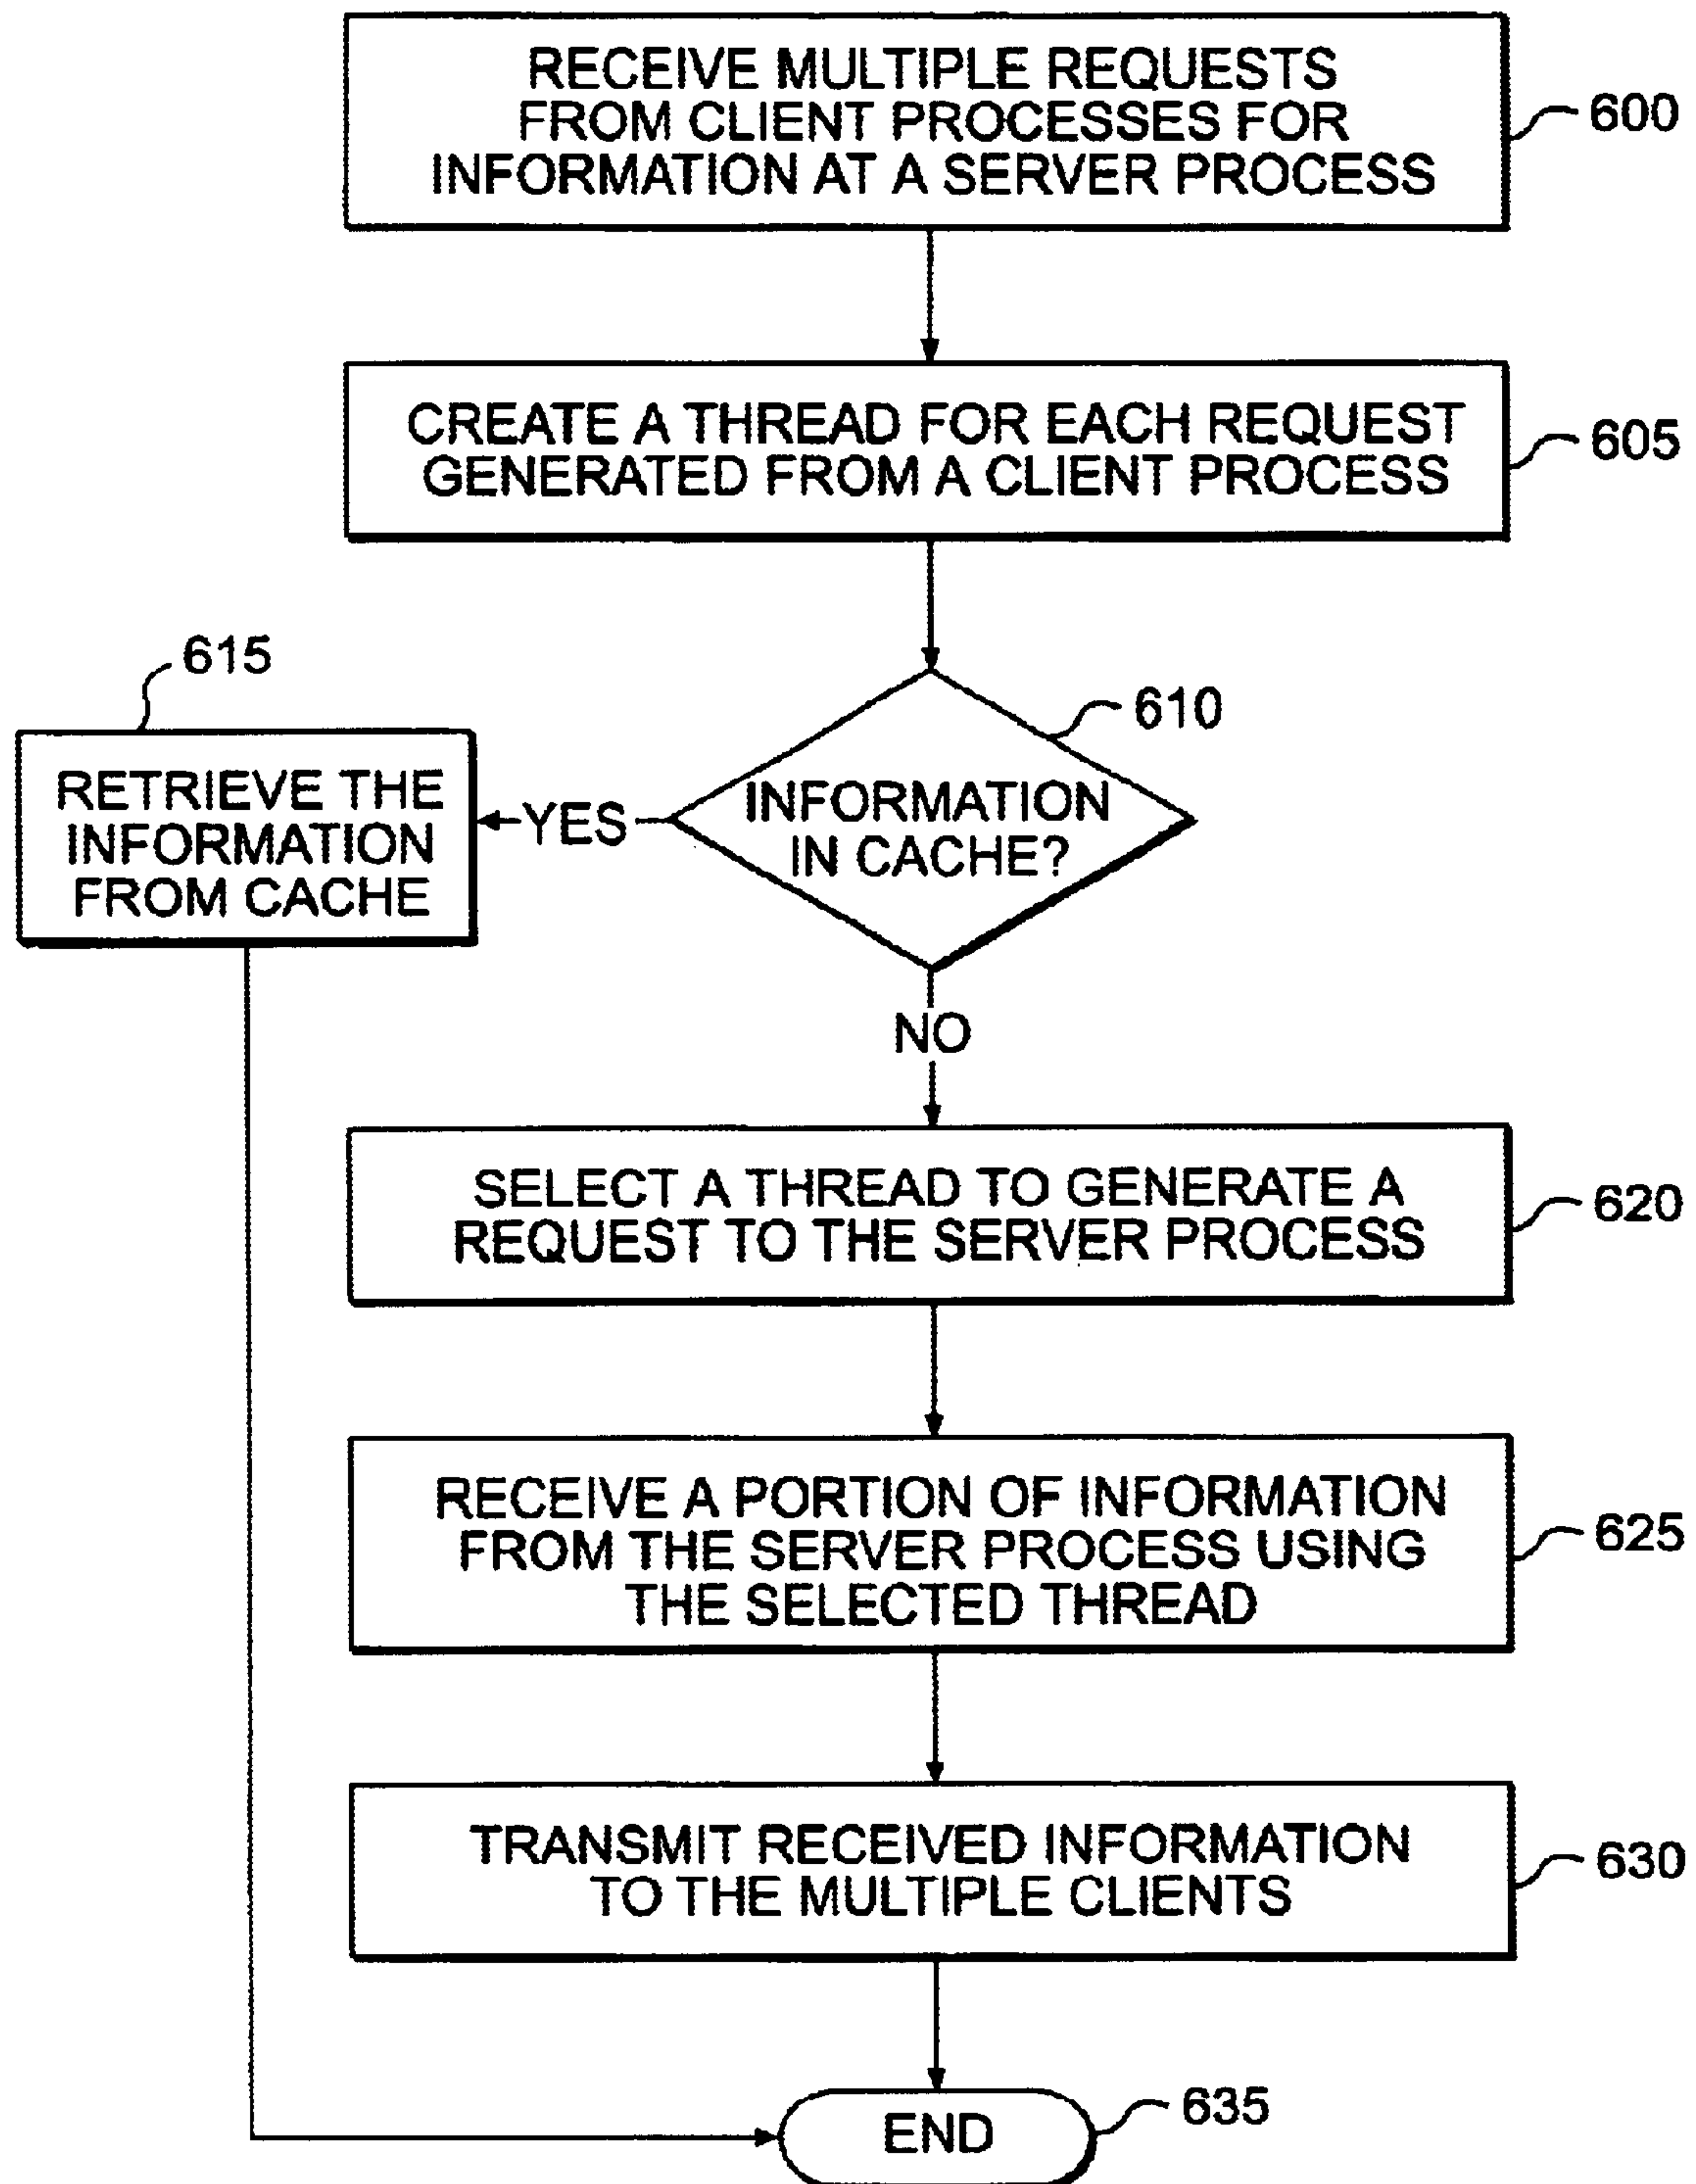 RECEIVE MULTIPLE REQUESTS
FROM CLIENT PROCESSES FOR
INFORMATION AT A SERVER PROCESS
600
CREATE A THREAD FOR EACH REQUEST
GENERATED FROM A CLIENT PROCESS
605
615
610
RETRIEVE THE
INFORMATION
FROM CACHE
YES
INFORMATION
IN CACHE?
NO
SELECT A THREAD TO GENERATE A
REQUEST TO THE SERVER PROCESS
620
RECEIVE A PORTION OF INFORMATION
FROM THE SERVER PROCESS USING
THE SELECTED THREAD
625
TRANSMIT RECEIVED INFORMATION
TO THE MULTIPLE CLIENTS
630
END
635